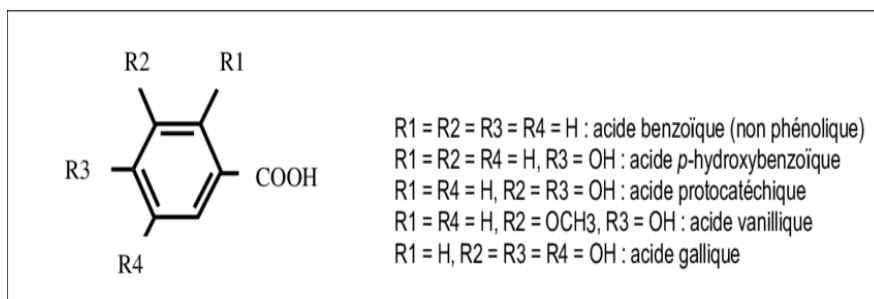 R2 R1
R3 COOH
R4
R1 = R2 = R3 = R4 = H : acide benzoïque (non phénolique)
R1 = R2 = R4 = H, R3 = OH : acide p-hydroxybenzoïque
R1 = R4 = H, R2 = R3 = OH : acide protocatéchique
R1 = R4 = H, R2 = OCH3, R3 = OH : acide vanillique
R1 = H, R2 = R3 = R4 = OH : acide gallique